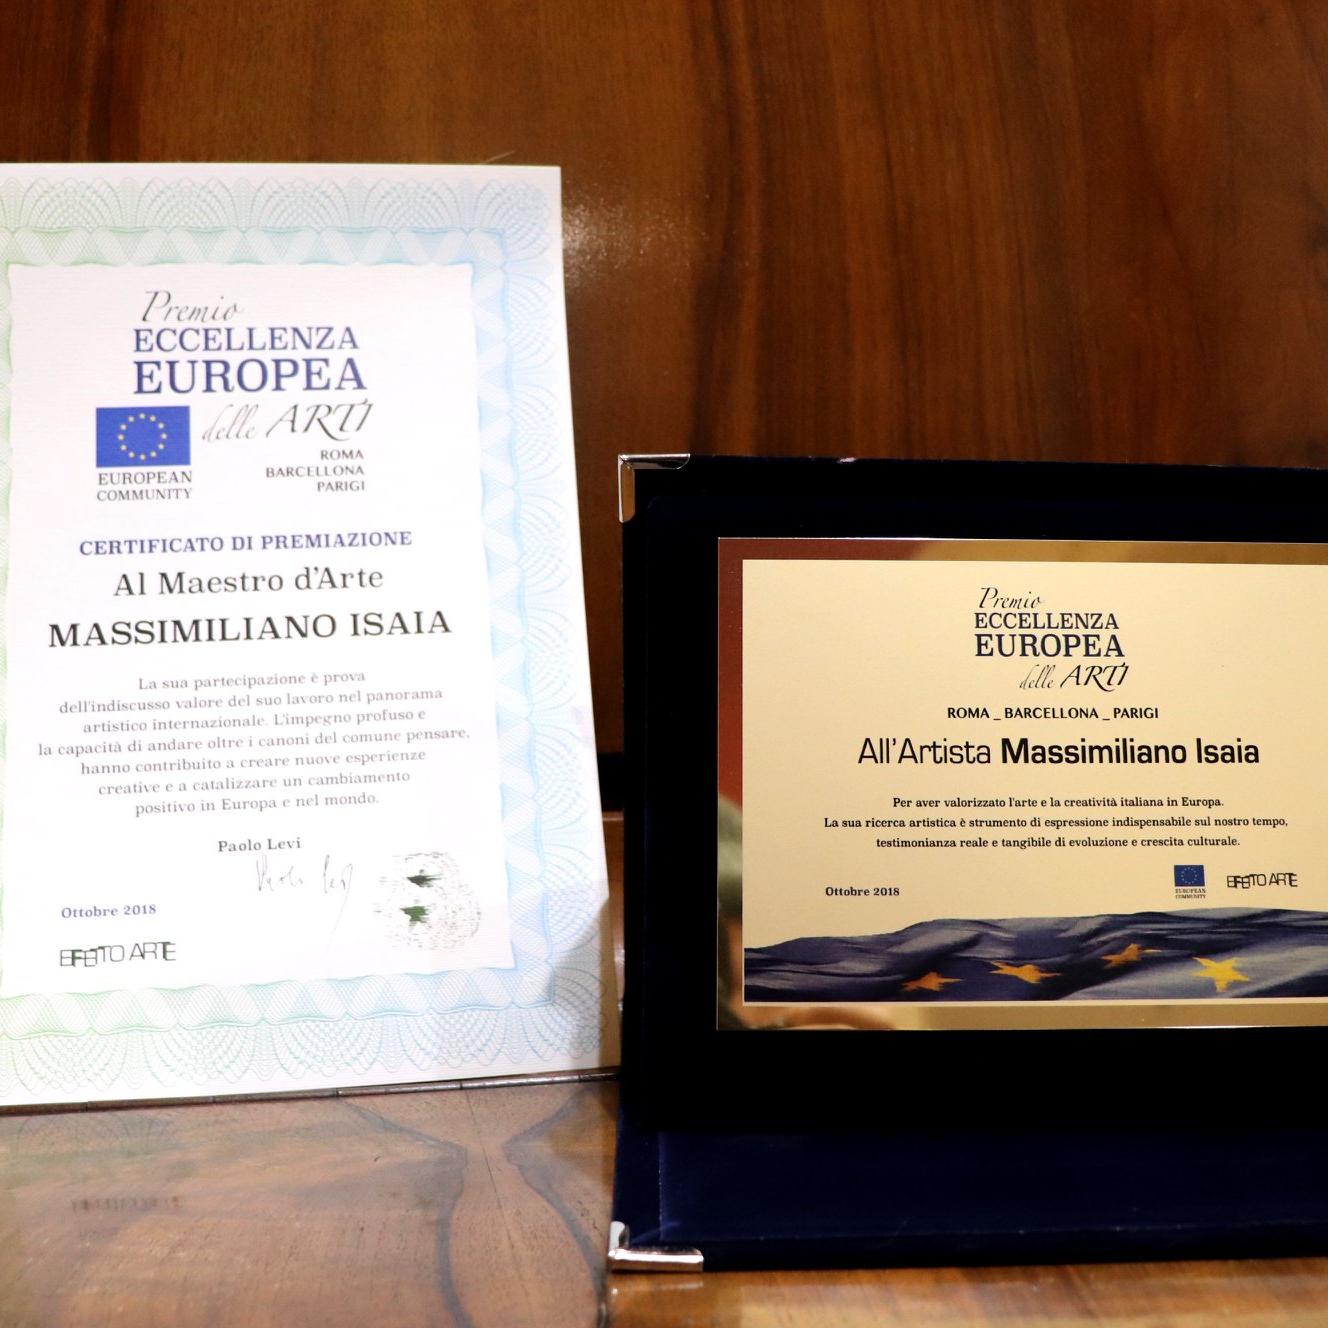 Premio
ECCELLENZA
EUROPEA
delle ARTI
EUROPEAN
COMMUNITY
ROMA
BARCELLONA
PARIGI
CERTIFICATO DI PREMIAZIONE
Al Maestro d'Arte
MASSIMILIANO ISAIA
La sua partecipazione è prova
dell'indiscusso valore del suo lavoro nel panorama
artistico internazionale. L'impegno profuso e
la capacità di andare oltre i canoni del comune pensare,
hanno contribuito a creare nuove esperienze
creative e a catalizzare un cambiamento
positivo in Europa e nel mondo.
Paolo Levi
Paolo Levi
Ottobre 2018
EFFETTO ARTE
Premio
ECCELLENZA
EUROPEA
delle ARTI
ROMA _ BARCELLONA _ PARIGI
All'Artista Massimiliano Isaia
Per aver valorizzato l'arte e la creatività italiana in Europa.
La sua ricerca artistica è strumento di espressione indispensabile sul nostro tempo,
testimonianza reale e tangibile di evoluzione e crescita culturale.
Ottobre 2018
EUROPEAN
COMMUNITY
EFFETTO ARTE